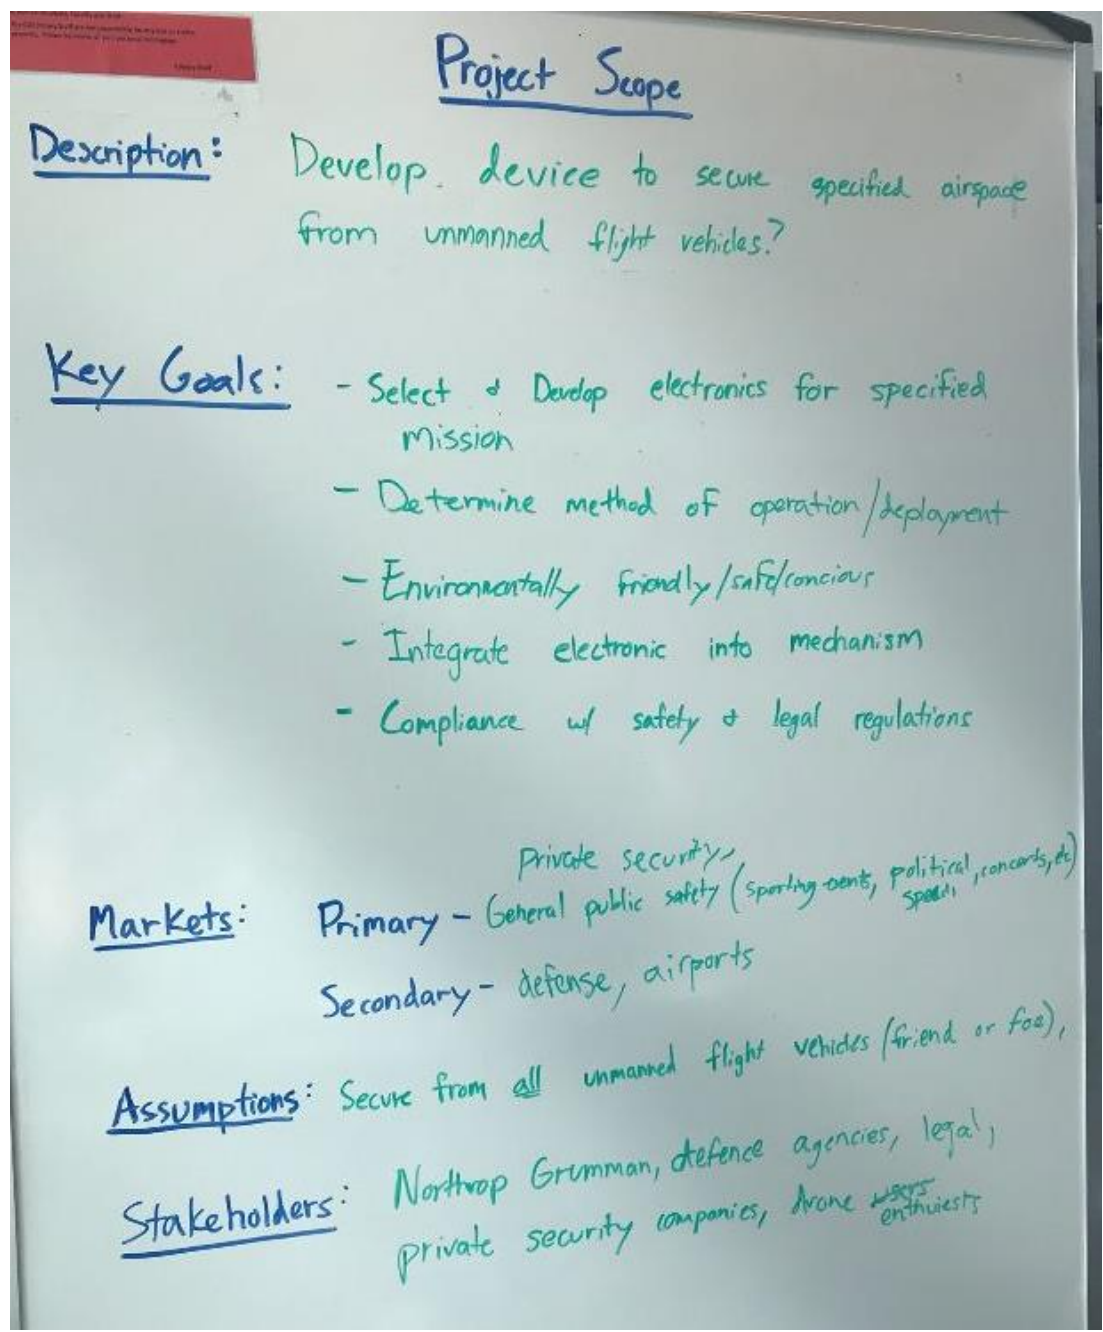 Project Scope
Description: Develop. device to secure specified airspace
from unmanned flight vehicles?
Key Goals: - Select & Develop electronics for specified
mission
- Determine method of operation/deployment
- Environmentally friendly/safe/concious
- Integrate electronic into mechanism
- Compliance w/ safety & legal regulations
Private security,
Markets: Primary - General public safety (sporting events, political, concerts, etc)
speech
Secondary - defense, airports
Assumptions: Secure from all unmanned flight vehicles (friend or foe),
Stakeholders: Northrop Grumman, defence agencies, legal,
private security companies, drone users
enthuiests